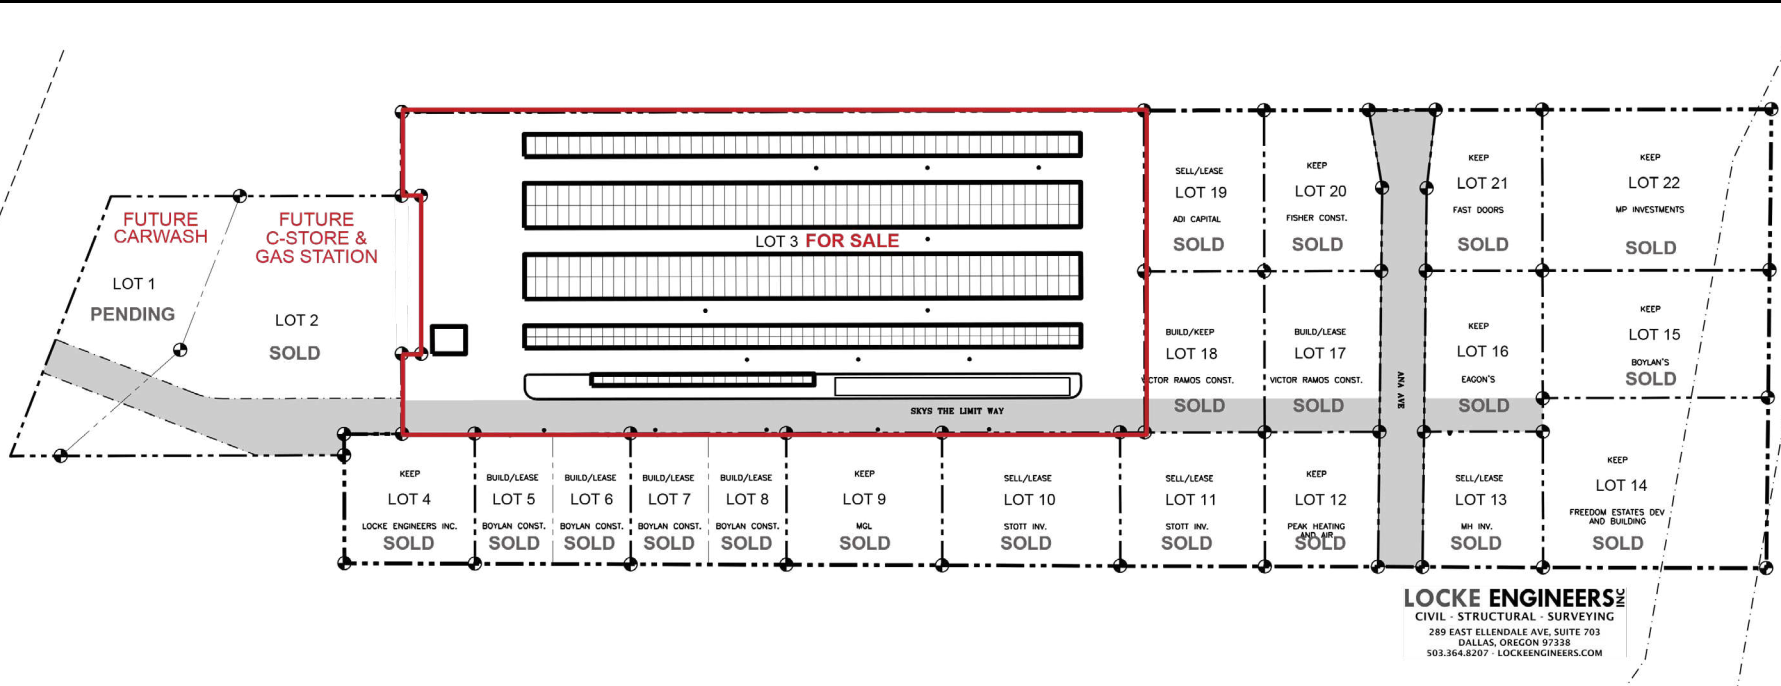 FUTURE
CARWASH
LOT 1
PENDING
FUTURE
C-STORE &
GAS STATION
LOT 2
SOLD
LOT 3 FOR SALE
SKYS THE LIMIT WAY
SELL/LEASE
LOT 19
ADI CAPITAL
SOLD
KEEP
LOT 20
FISHER CONST.
SOLD
KEEP
LOT 21
FAST DOORS
SOLD
KEEP
LOT 22
MP INVESTMENTS
SOLD
BUILD/KEEP
LOT 18
VICTOR RAMOS CONST.
SOLD
BUILD/LEASE
LOT 17
VICTOR RAMOS CONST.
SOLD
ANA AVE
KEEP
LOT 16
EAGON'S
SOLD
KEEP
LOT 15
BOYLAN'S
SOLD
KEEP
LOT 4
LOCKE ENGINEERS INC.
SOLD
BUILD/LEASE
LOT 5
BOYLAN CONST.
SOLD
BUILD/LEASE
LOT 6
BOYLAN CONST.
SOLD
BUILD/LEASE
LOT 7
BOYLAN CONST.
SOLD
BUILD/LEASE
LOT 8
BOYLAN CONST.
SOLD
KEEP
LOT 9
MGL
SOLD
SELL/LEASE
LOT 10
STOTT INV.
SOLD
SELL/LEASE
LOT 11
STOTT INV.
SOLD
KEEP
LOT 12
PEAK HEATING
AND AIR
SOLD
SELL/LEASE
LOT 13
MH INV.
SOLD
KEEP
LOT 14
FREEDOM ESTATES DEV
AND BUILDING
SOLD
LOCKE ENGINEERS INC
CIVIL - STRUCTURAL - SURVEYING
289 EAST ELLENDALE AVE, SUITE 703
DALLAS, OREGON 97338
503.364.8207 - LOCKEENGINEERS.COM